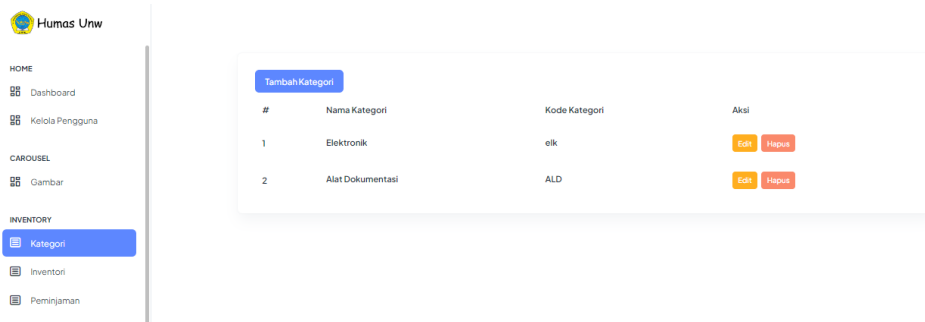 Humas Unw
HOME
Dashboard
Kelola Pengguna
CAROUSEL
Gambar
INVENTORY
Kategori
Inventori
Peminjaman
Tambah Kategori
# Nama Kategori Kode Kategori Aksi
1 Elektronik elk Edit Hapus
2 Alat Dokumentasi ALD Edit Hapus